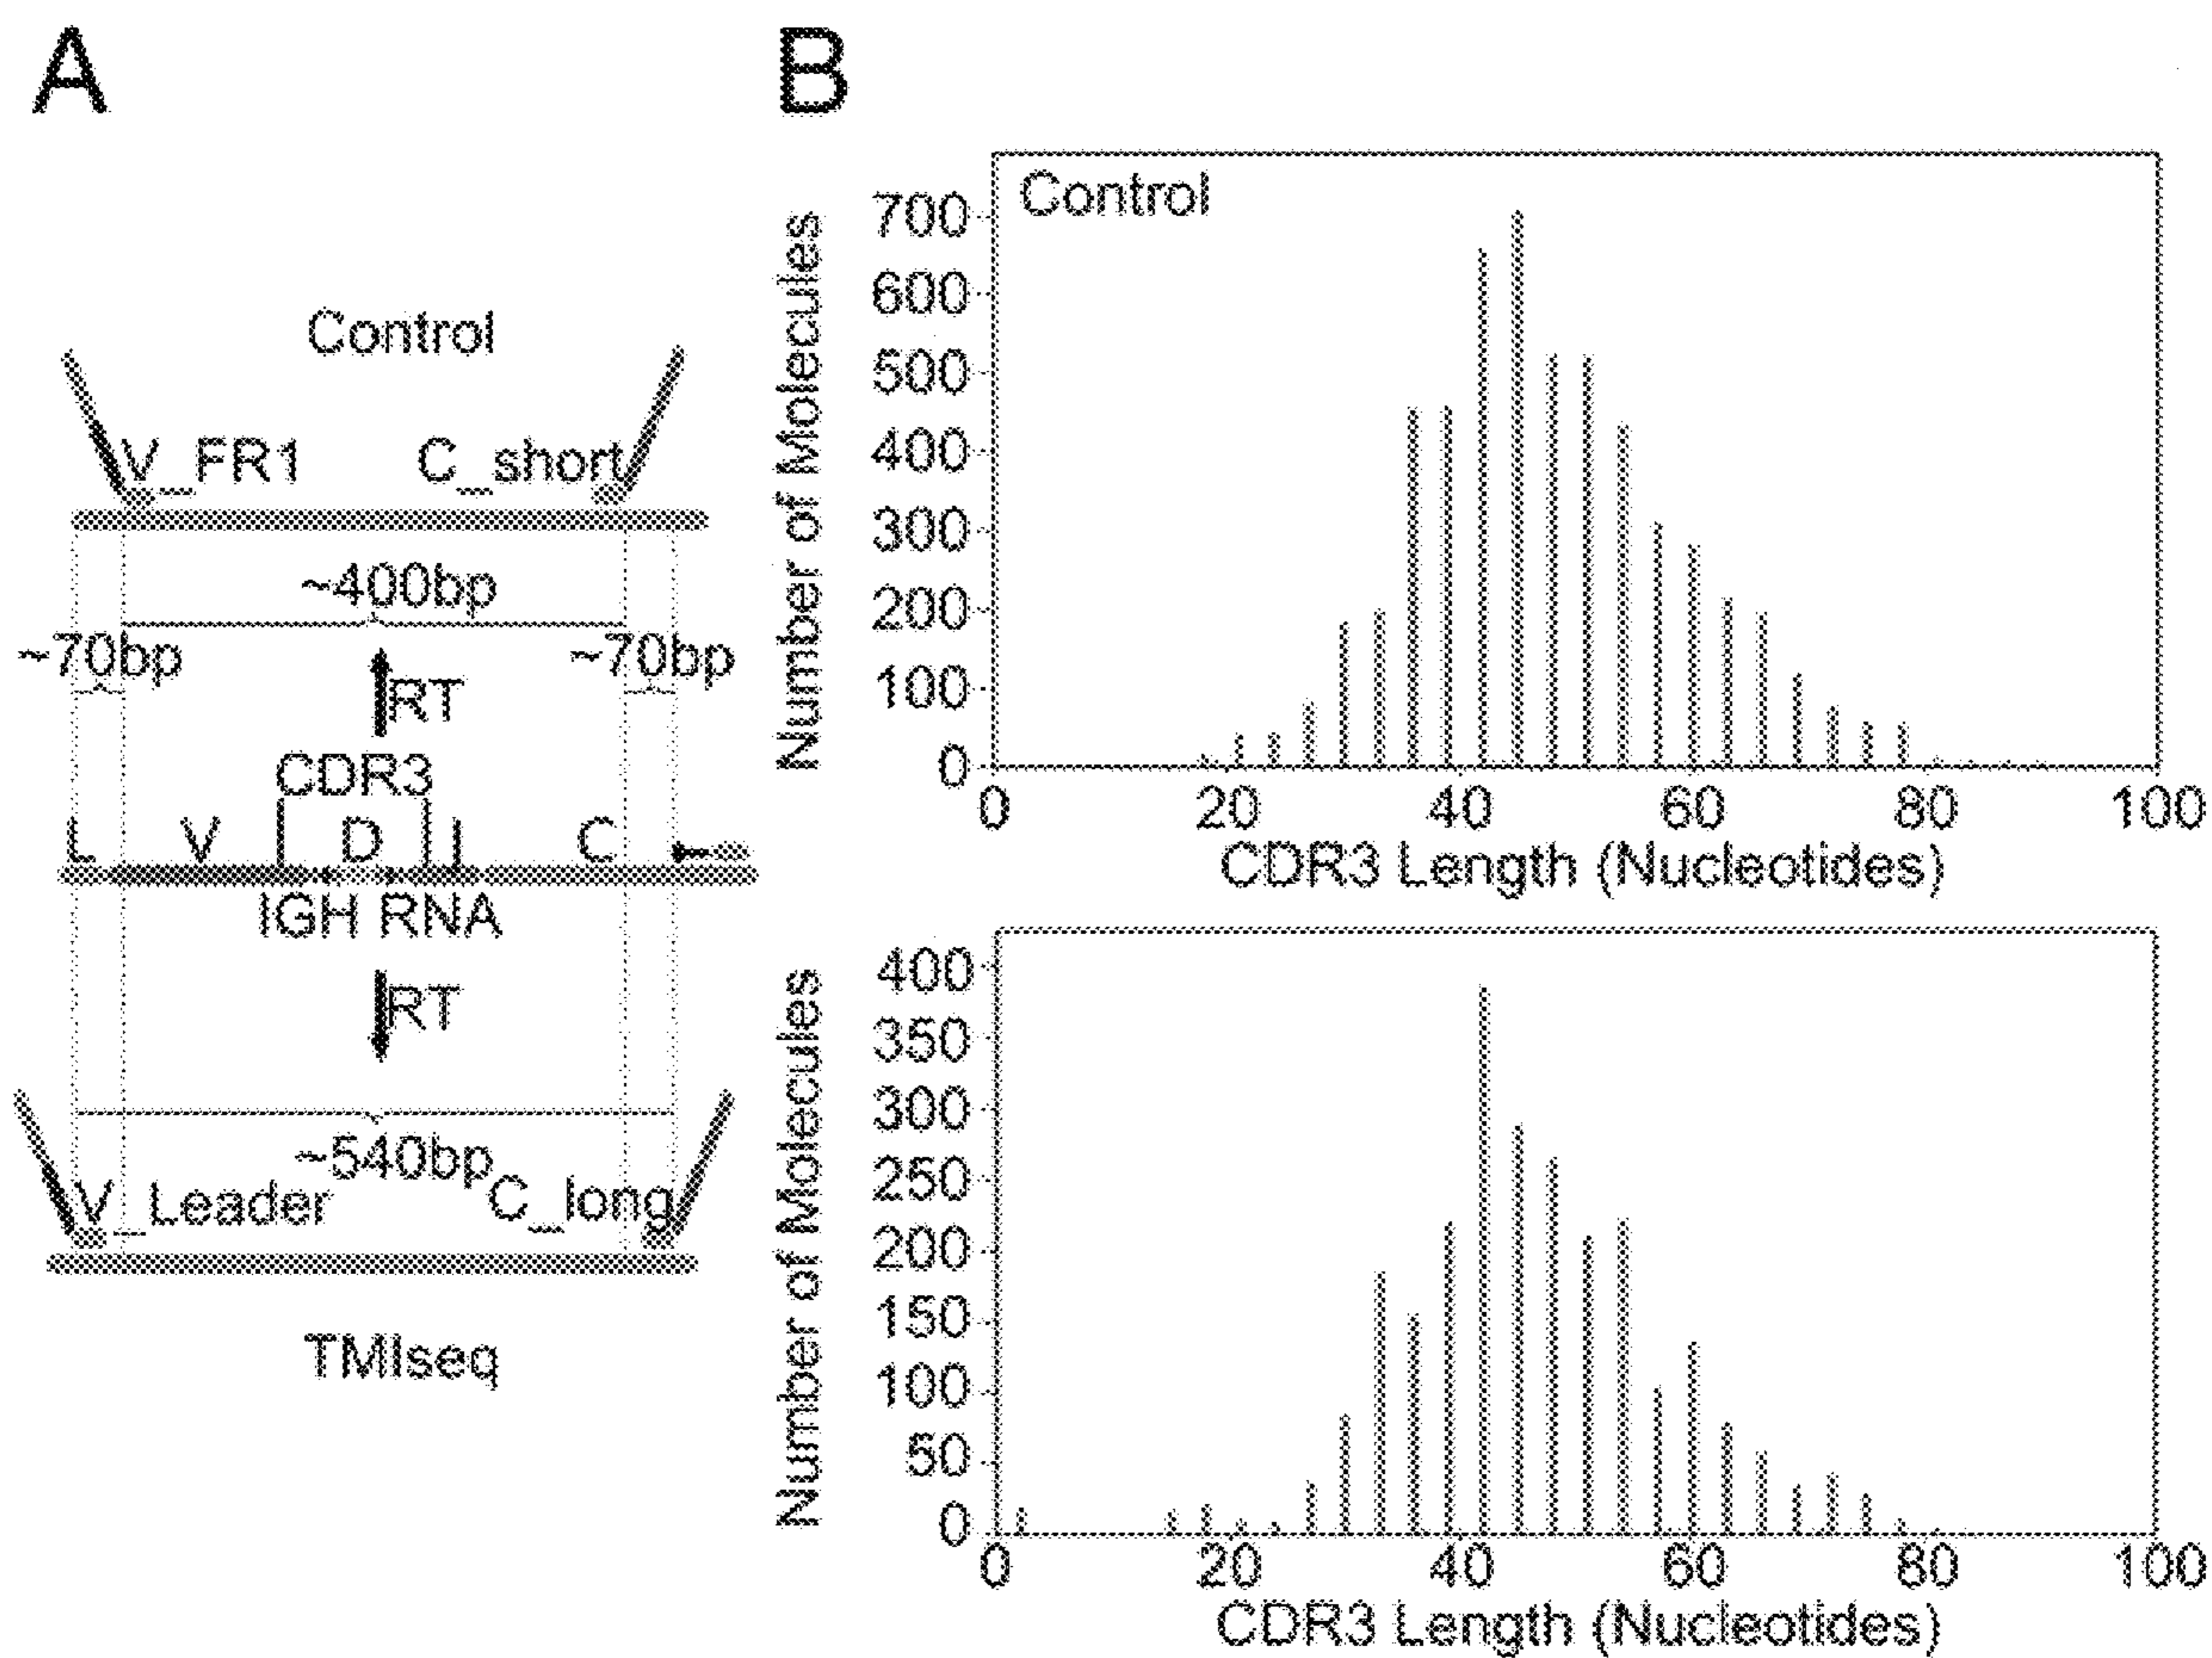 A
Control
V_FR1 C_short
~400bp
~70bp ~70bp
RT
CDR3
L V D J C
IGH RNA
RT
~540bp
V_Leader C_long
TMIseq
B
Control
Number of Molecules
700
600
500
400
300
200
100
0
0 20 40 60 80 100
CDR3 Length (Nucleotides)
Number of Molecules
400
350
300
250
200
150
100
50
0
0 20 40 60 80 100
CDR3 Length (Nucleotides)